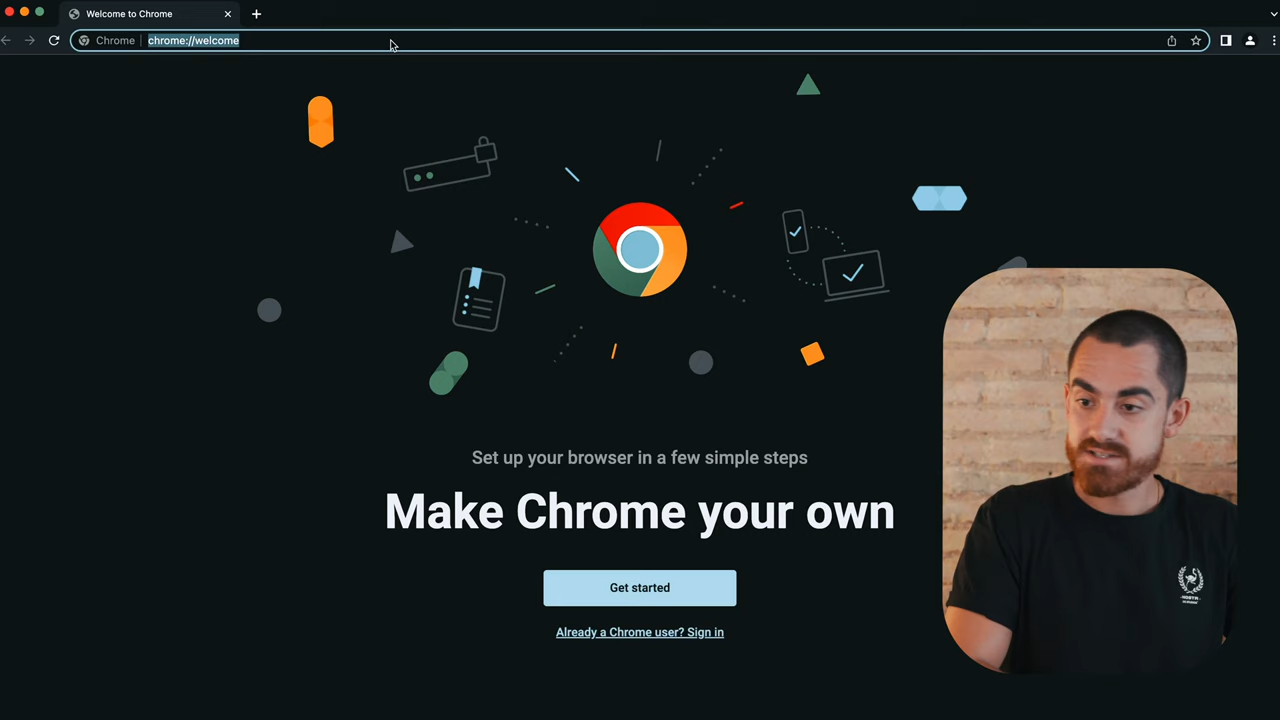 Welcome to Chrome
Chrome
chrome://welcome
Set up your browser in a few simple steps
Make Chrome your own
Get started
Already a Chrome user? Sign in